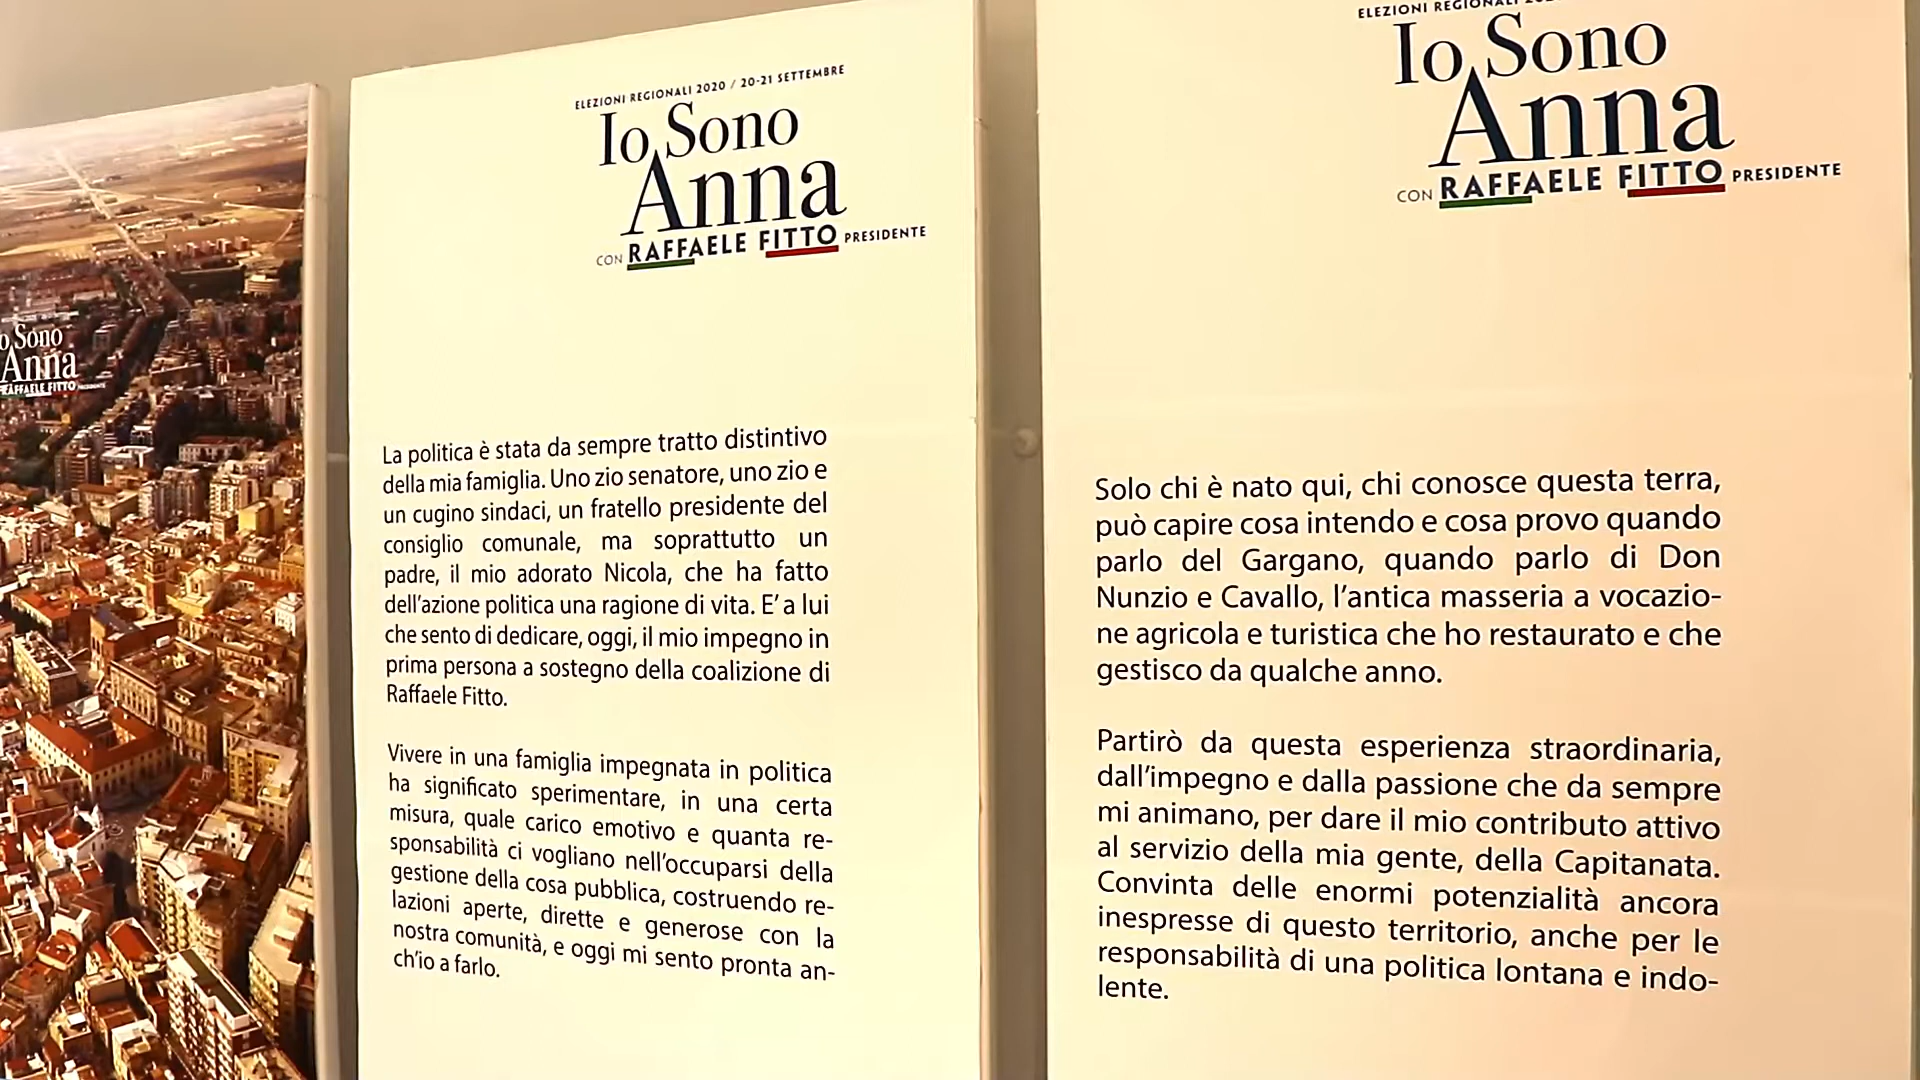 o Sono
Anna
RAFFAELE FITTO
ELEZIONI REGIONALI 2020 / 20-21 SETTEMBRE
Io Sono
Anna
CON RAFFAELE FITTO PRESIDENTE
La politica è stata da sempre tratto distintivo
della mia famiglia. Uno zio senatore, uno zio e
un cugino sindaci, un fratello presidente del
consiglio comunale, ma soprattutto un
padre, il mio adorato Nicola, che ha fatto
dell'azione politica una ragione di vita. E' a lui
che sento di dedicare, oggi, il mio impegno in
prima persona a sostegno della coalizione di
Raffaele Fitto.
Vivere in una famiglia impegnata in politica
ha significato sperimentare, in una certa
misura, quale carico emotivo e quanta re-
sponsabilità ci vogliano nell'occuparsi della
gestione della cosa pubblica, costruendo re-
lazioni aperte, dirette e generose con la
nostra comunità, e oggi mi sento pronta an-
ch'io a farlo.
ELEZIONI REGIONALI
Io Sono
Anna
CON RAFFAELE FITTO PRESIDENTE
Solo chi è nato qui, chi conosce questa terra,
può capire cosa intendo e cosa provo quando
parlo del Gargano, quando parlo di Don
Nunzio e Cavallo, l'antica masseria a vocazio-
ne agricola e turistica che ho restaurato e che
gestisco da qualche anno.
Partirò da questa esperienza straordinaria,
dall'impegno e dalla passione che da sempre
mi animano, per dare il mio contributo attivo
al servizio della mia gente, della Capitanata.
Convinta delle enormi potenzialità ancora
inespresse di questo territorio, anche per le
responsabilità di una politica lontana e indo-
lente.